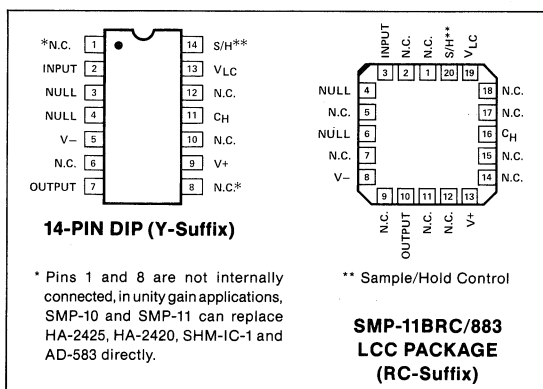 *N.C. 1 14 S/H**
INPUT 2 13 VLC
NULL 3 12 N.C.
NULL 4 11 CH
V– 5 10 N.C.
N.C. 6 9 V+
OUTPUT 7 8 N.C.*
14-PIN DIP (Y-Suffix)
* Pins 1 and 8 are not internally
connected, in unity gain applications,
SMP-10 and SMP-11 can replace
HA-2425, HA-2420, SHM-IC-1 and
AD-583 directly.
INPUT N.C. N.C. S/H** VLC
3 2 1 20 19
NULL 4 18 N.C.
N.C. 5 17 N.C.
NULL 6 16 CH
N.C. 7 15 N.C.
V– 8 14 N.C.
9 10 11 12 13
N.C. OUTPUT N.C. N.C. V+
** Sample/Hold Control
SMP-11BRC/883
LCC PACKAGE
(RC-Suffix)